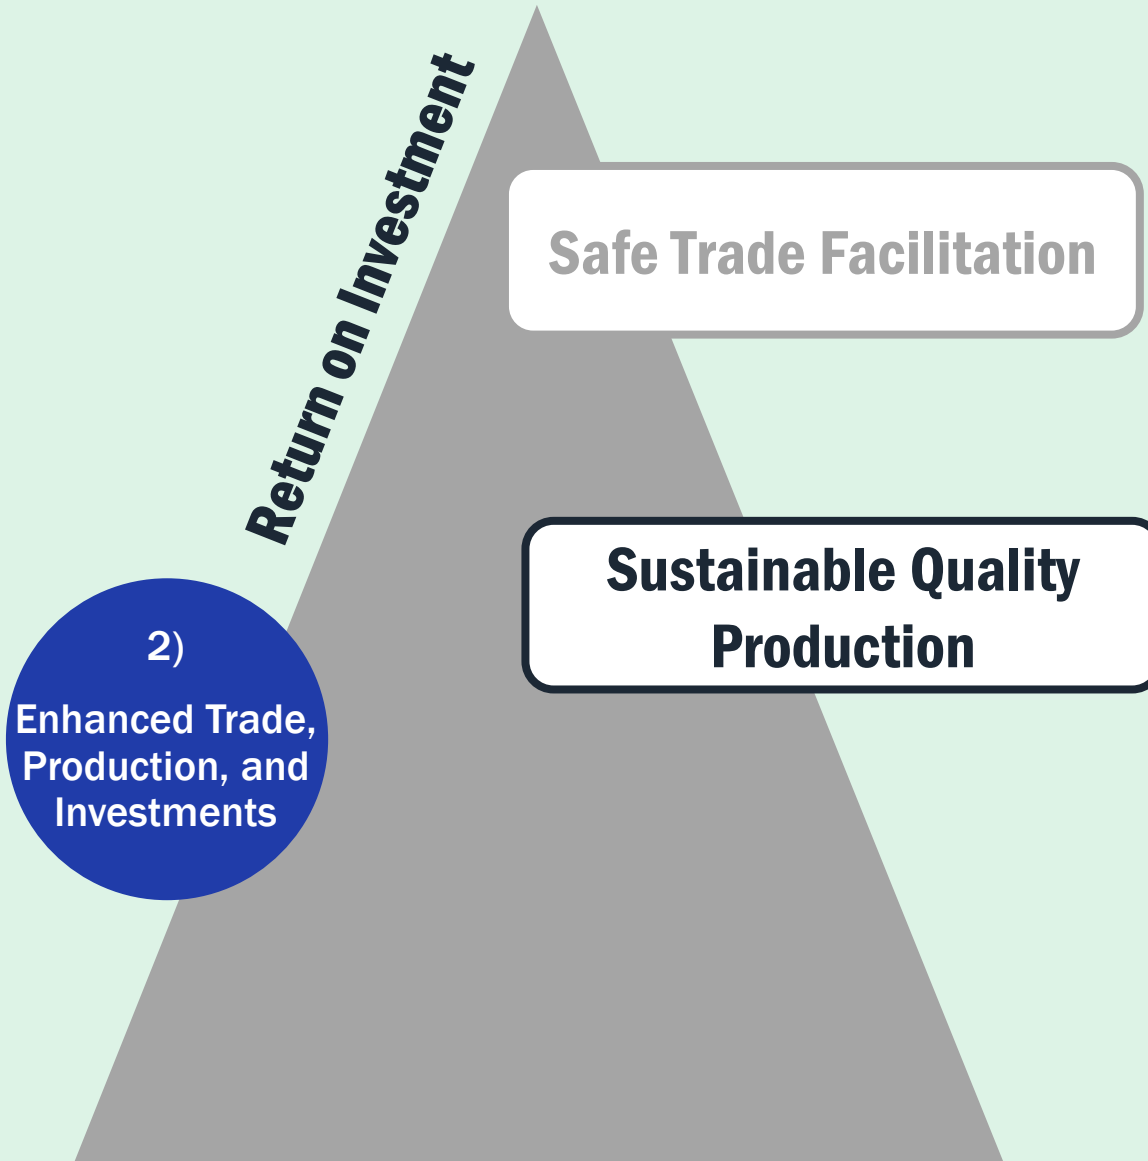 Return on Investment
Safe Trade Facilitation
Sustainable Quality
Production
2)
Enhanced Trade,
Production, and
Investments